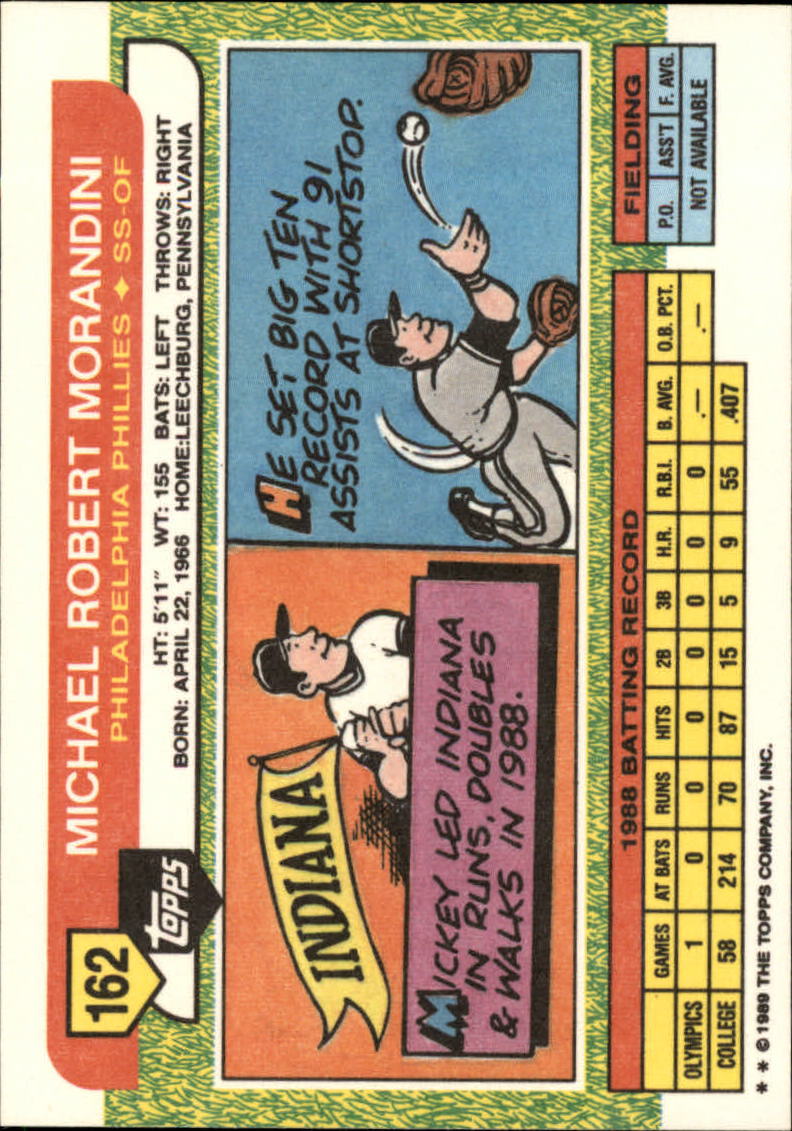 162
Topps
MICHAEL ROBERT MORANDINI
PHILADELPHIA PHILLIES ♦ SS-OF
HT: 5'11" WT: 155 BATS: LEFT THROWS: RIGHT
BORN: APRIL 22, 1966 HOME:LEECHBURG, PENNSYLVANIA
INDIANA
MICKEY LED INDIANA
IN RUNS, DOUBLES
& WALKS IN 1988.
HE SET BIG TEN
RECORD WITH 91
ASSISTS AT SHORTSTOP.
1988 BATTING RECORD
GAMES AT BATS RUNS HITS 2B 3B H.R. R.B.I. B. AVG. O.B. PCT.
OLYMPICS 1 0 0 0 0 0 0 0 .— .—
COLLEGE 58 214 70 87 15 5 9 55 .407
FIELDING
P.O. ASS'T F. AVG.
NOT AVAILABLE
* * © 1989 THE TOPPS COMPANY, INC.